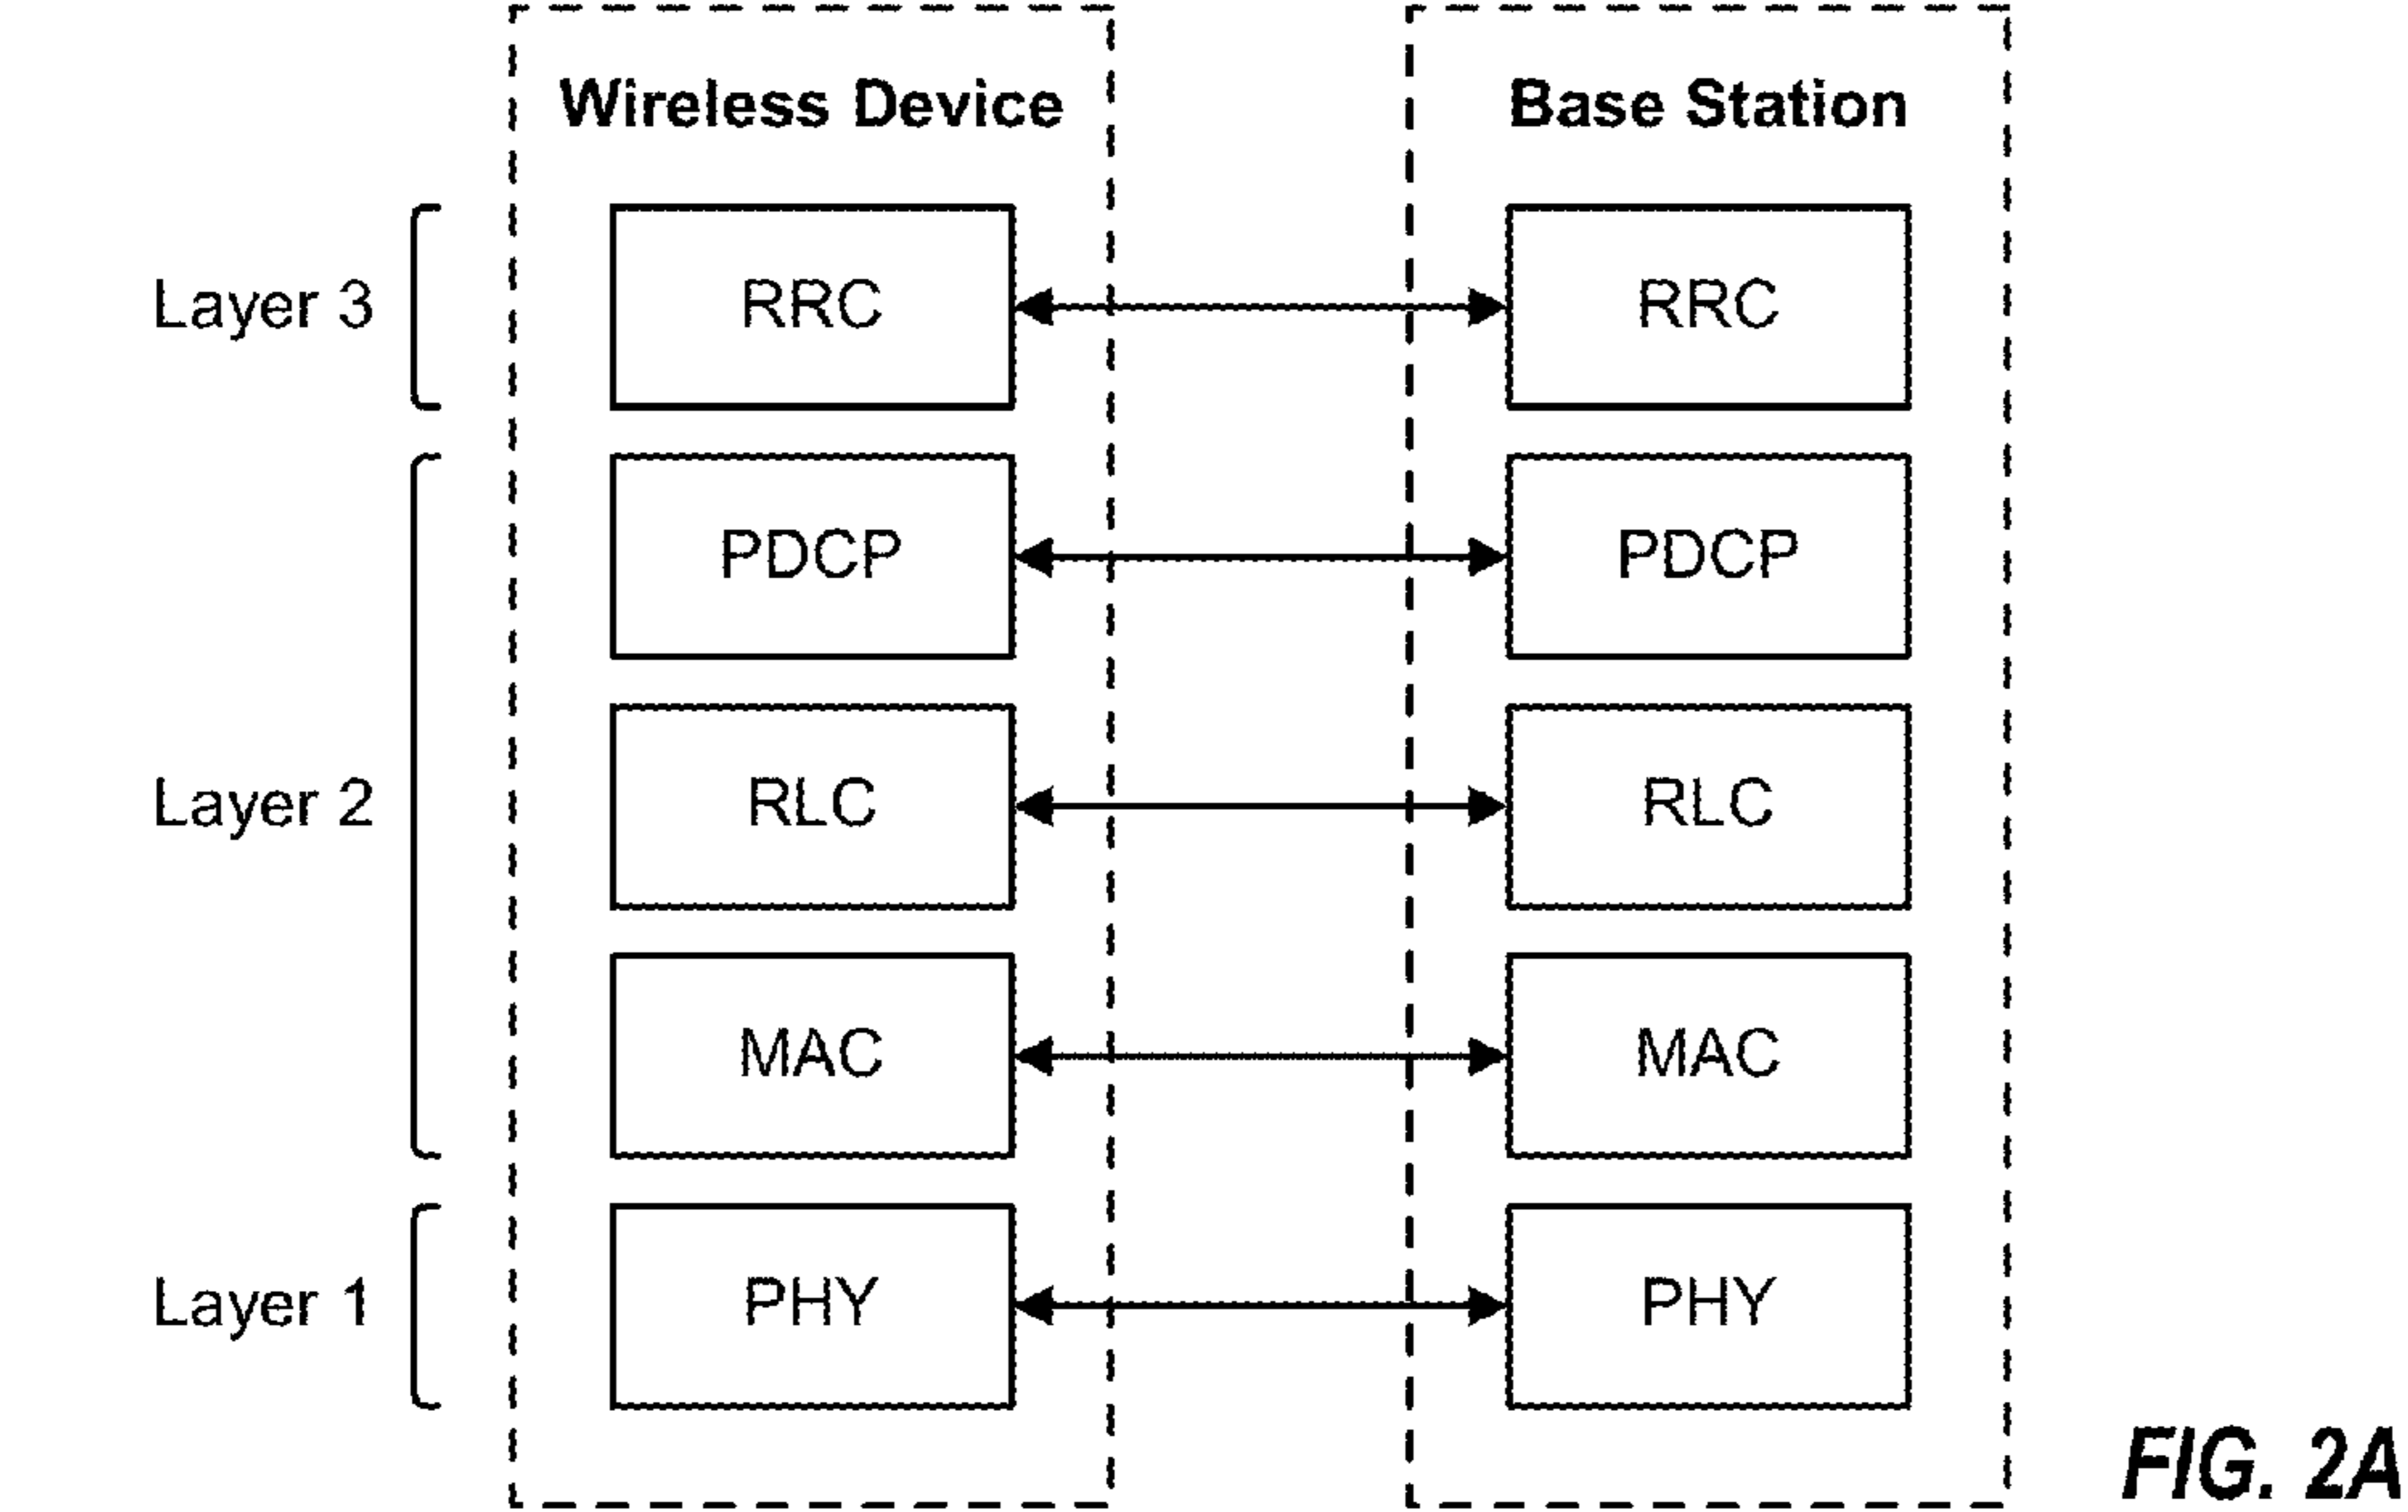 Wireless Device Base Station
Layer 3 RRC RRC
PDCP PDCP
Layer 2 RLC RLC
MAC MAC
Layer 1 PHY PHY
FIG. 2A